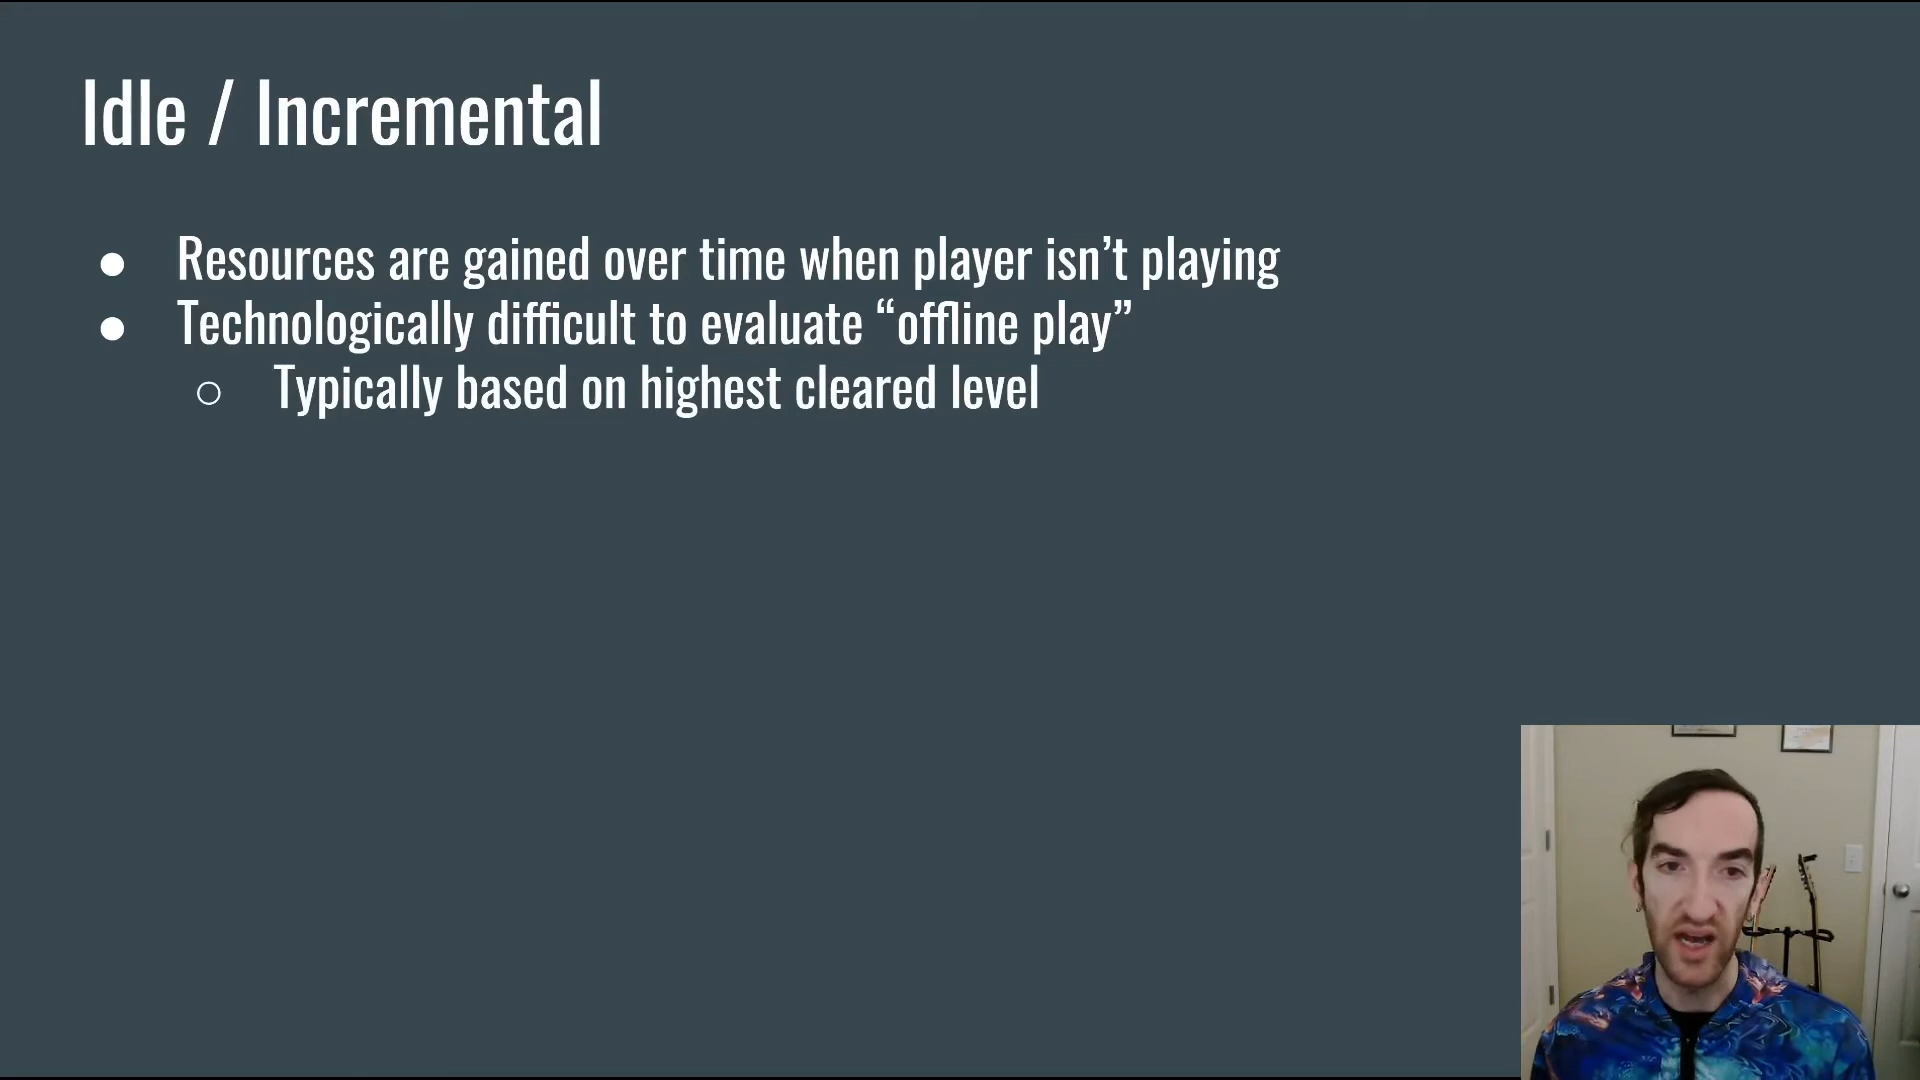 Idle / Incremental
● Resources are gained over time when player isn’t playing
● Technologically difficult to evaluate “offline play”
○ Typically based on highest cleared level